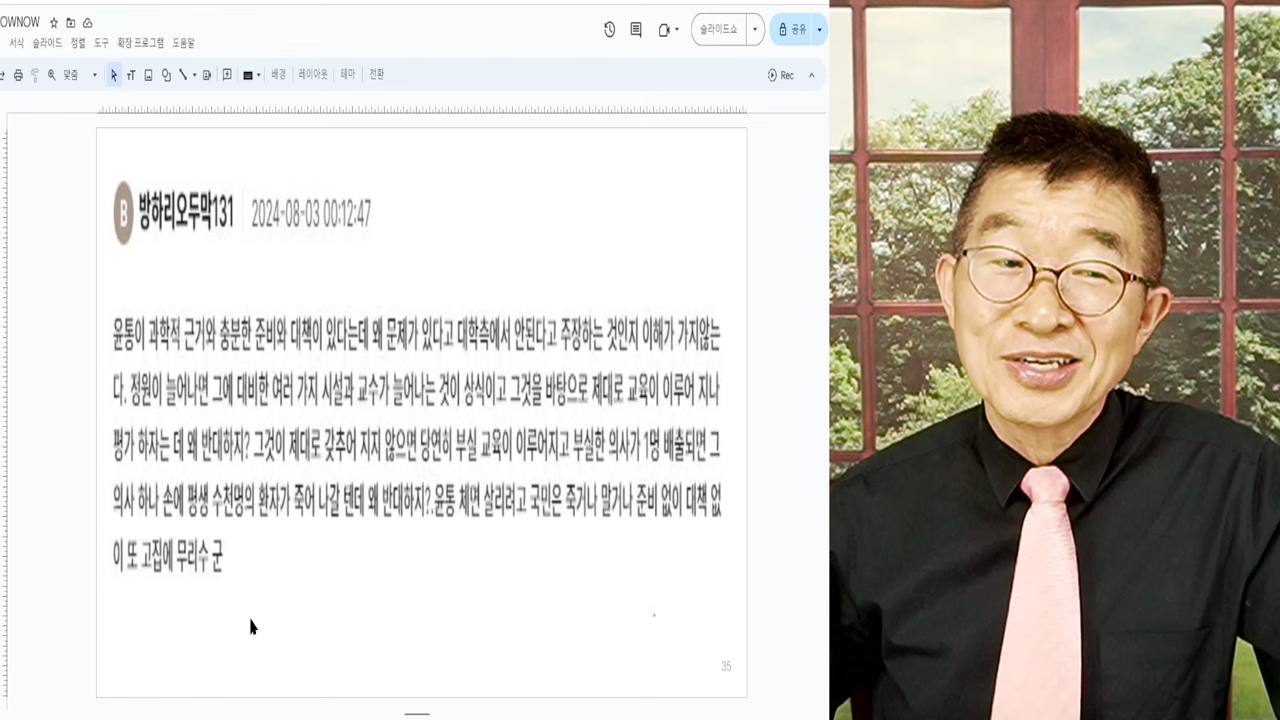 OWNOW
서식 슬라이드 정렬 도구 확장 프로그램 도움말
슬라이드쇼
공유
맞춤
배경 레이아웃 테마 전환
Rec
B 방하리오두막131 2024-08-03 00:12:47
윤통이 과학적 근거와 충분한 준비와 대책이 있다는데 왜 문제가 있다고 대학측에서 안된다고 주장하는 것인지 이해가 가지않는
다. 정원이 늘어나면 그에 대비한 여러 가지 시설과 교수가 늘어나는 것이 상식이고 그것을 바탕으로 제대로 교육이 이루어 지나
평가 하자는 데 왜 반대하지? 그것이 제대로 갖추어 지지 않으면 당연히 부실 교육이 이루어지고 부실한 의사가 1명 배출되면 그
의사 하나 손에 평생 수천명의 환자가 죽어 나갈 텐데 왜 반대하지?.윤통 체면 살리려고 국민은 죽거나 말거나 준비 없이 대책 없
이 또 고집에 무리수 군
35